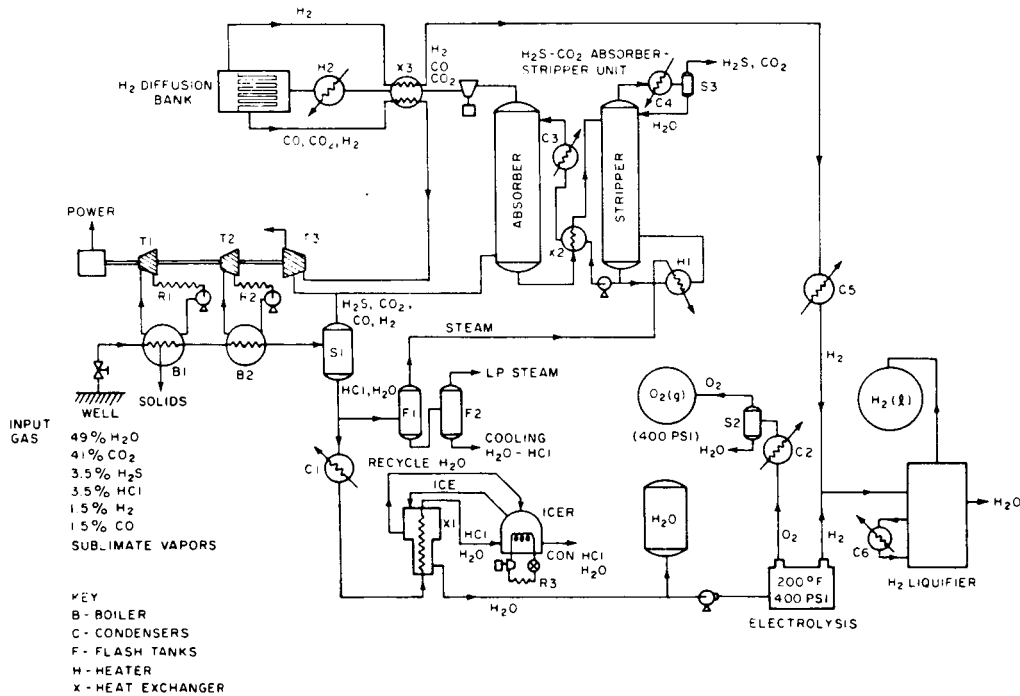 H₂
H₂ DIFFUSION
BANK
H2
X3
H₂
CO
CO₂
CO, CO₂, H₂
H₂S-CO₂ ABSORBER-
STRIPPER UNIT
C4
S3
H₂S, CO₂
H₂O
ABSORBER
C3
X2
STRIPPER
H1
POWER
T1
T2
R1
B1
B2
SOLIDS
WELL
H₂S, CO₂,
CO, H₂
S1
HCl, H₂O
STEAM
F1
F2
LP STEAM
COOLING
H₂O-HCl
C1
RECYCLE H₂O
ICE
ICER
X1
HCl
H₂O
CON HCl
H₂O
R3
H₂O
H₂O
C5
H₂
O₂(g)
(400 PSI)
O₂
S2
H₂O
C2
O₂
H₂
200°F
400 PSI
ELECTROLYSIS
H₂(ℓ)
C6
H₂O
H₂ LIQUIFIER
INPUT
GAS
49% H₂O
41% CO₂
3.5% H₂S
3.5% HCl
1.5% H₂
1.5% CO
SUBLIMATE VAPORS
KEY
B - BOILER
C - CONDENSERS
F - FLASH TANKS
H - HEATER
X - HEAT EXCHANGER